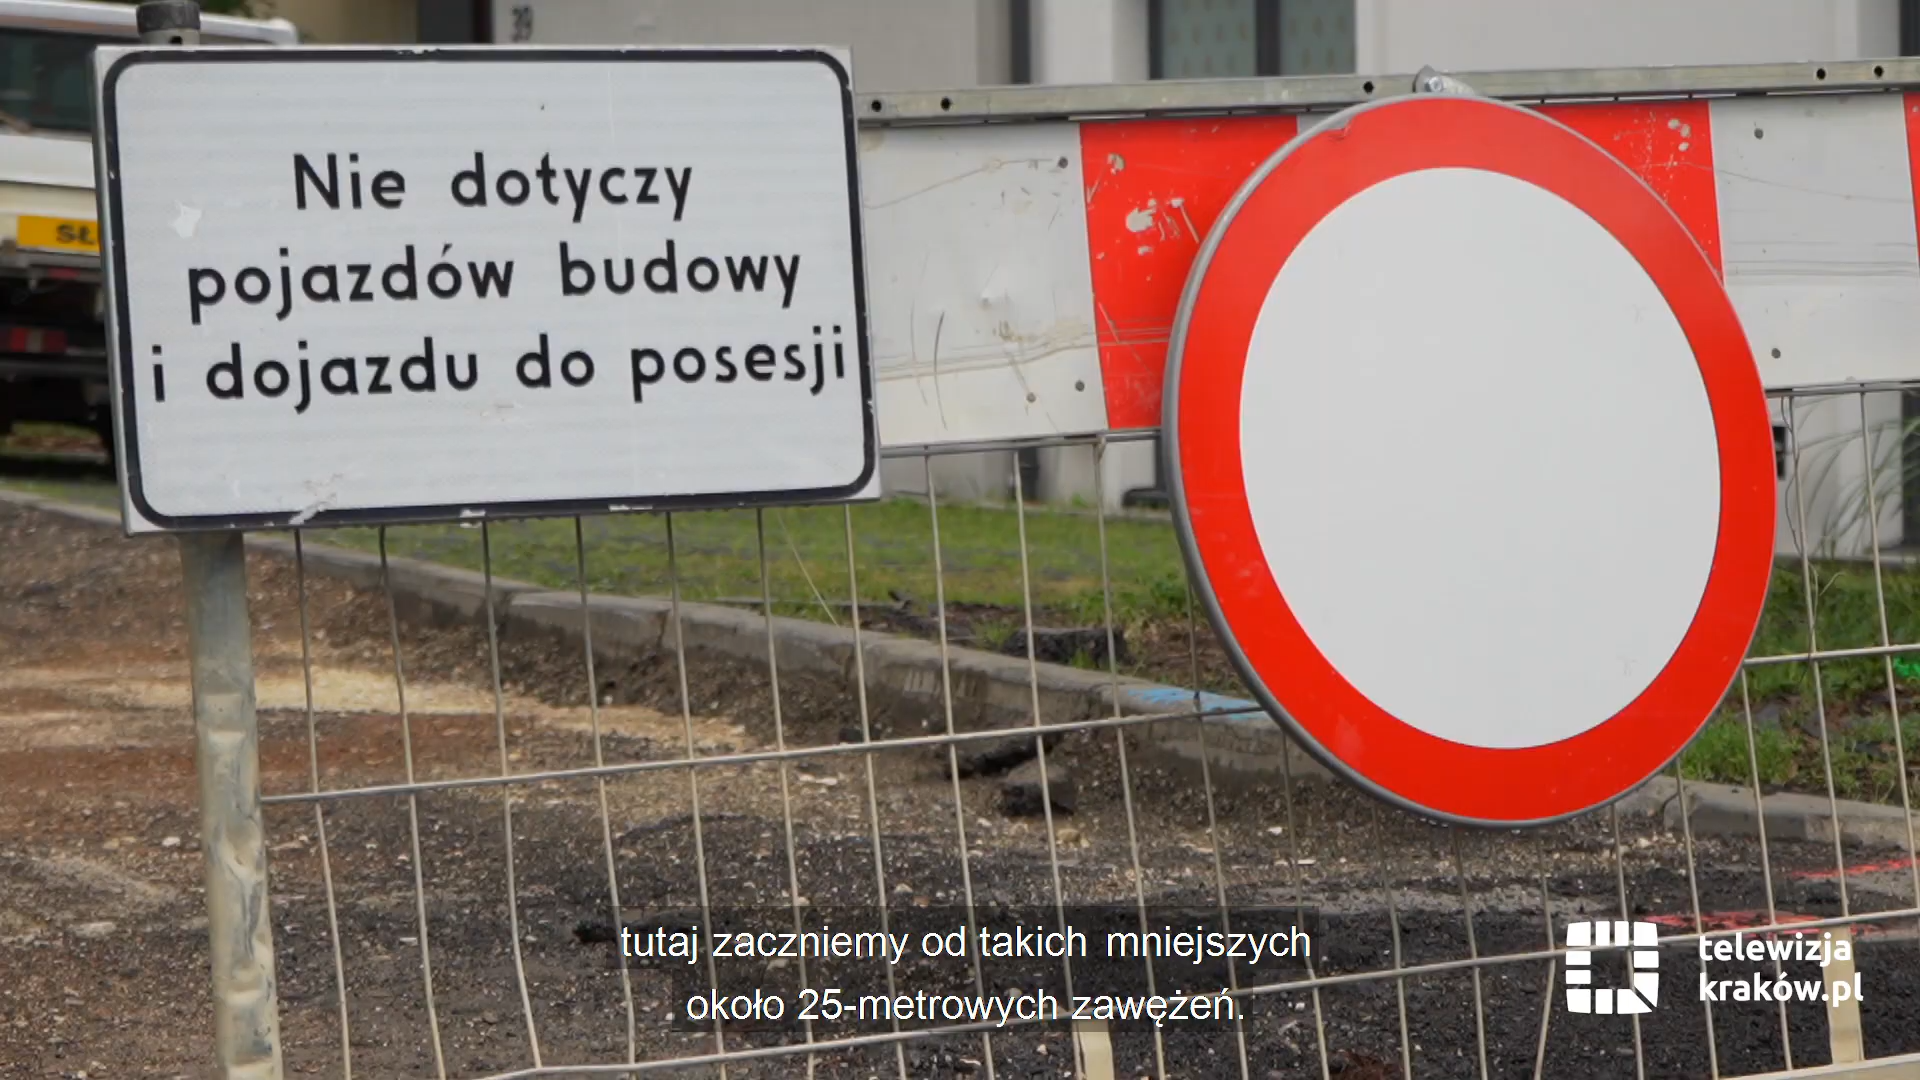 39
Nie dotyczy
pojazdów budowy
i dojazdu do posesji
tutaj zaczniemy od takich mniejszych
około 25-metrowych zawężeń.
telewizja
kraków.pl